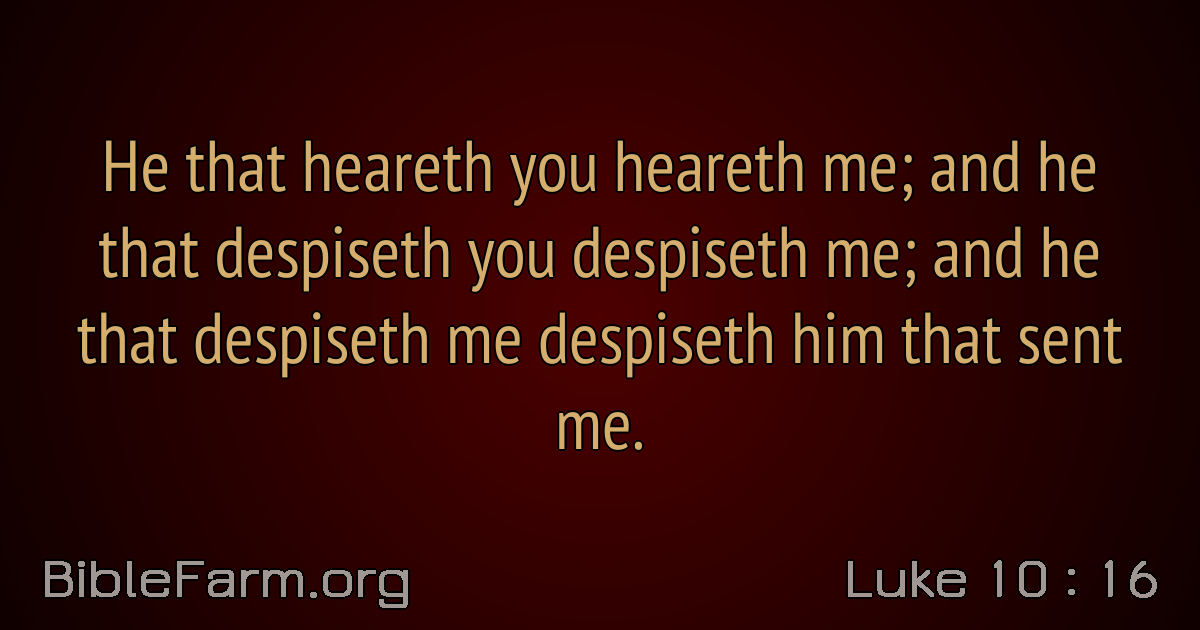 He that heareth you heareth me; and he
that despiseth you despiseth me; and he
that despiseth me despiseth him that sent
me.
BibleFarm.org
Luke 10 : 16